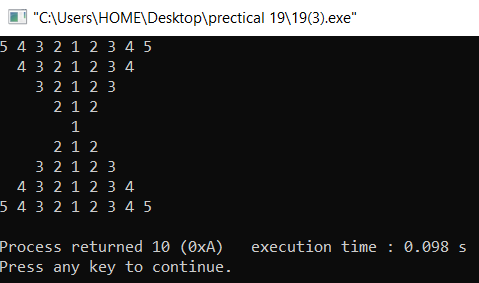 "C:\Users\HOME\Desktop\prectical 19\19(3).exe"
5 4 3 2 1 2 3 4 5
  4 3 2 1 2 3 4
    3 2 1 2 3
      2 1 2
        1
      2 1 2
    3 2 1 2 3
  4 3 2 1 2 3 4
5 4 3 2 1 2 3 4 5
Process returned 10 (0xA)   execution time : 0.098 s
Press any key to continue.